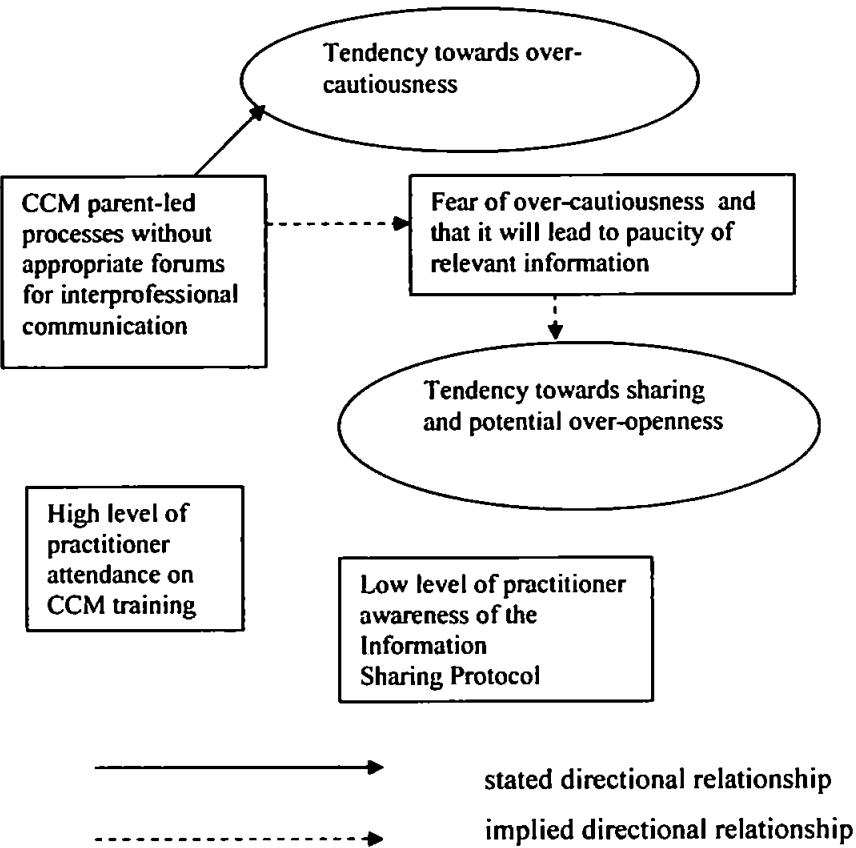 Tendency towards over-
cautiousness
CCM parent-led
processes without
appropriate forums
for interprofessional
communication
Fear of over-cautiousness and
that it will lead to paucity of
relevant information
Tendency towards sharing
and potential over-openness
High level of
practitioner
attendance on
CCM training
Low level of practitioner
awareness of the
Information
Sharing Protocol
stated directional relationship
implied directional relationship